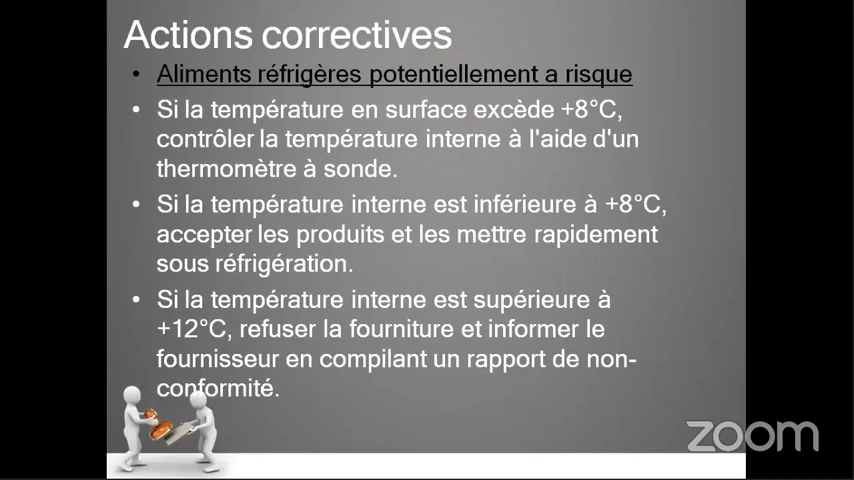 Actions correctives
• Aliments réfrigères potentiellement a risque
• Si la température en surface excède +8°C,
contrôler la température interne à l'aide d'un
thermomètre à sonde.
• Si la température interne est inférieure à +8°C,
accepter les produits et les mettre rapidement
sous réfrigération.
• Si la température interne est supérieure à
+12°C, refuser la fourniture et informer le
fournisseur en compilant un rapport de non-
conformité.
zoom